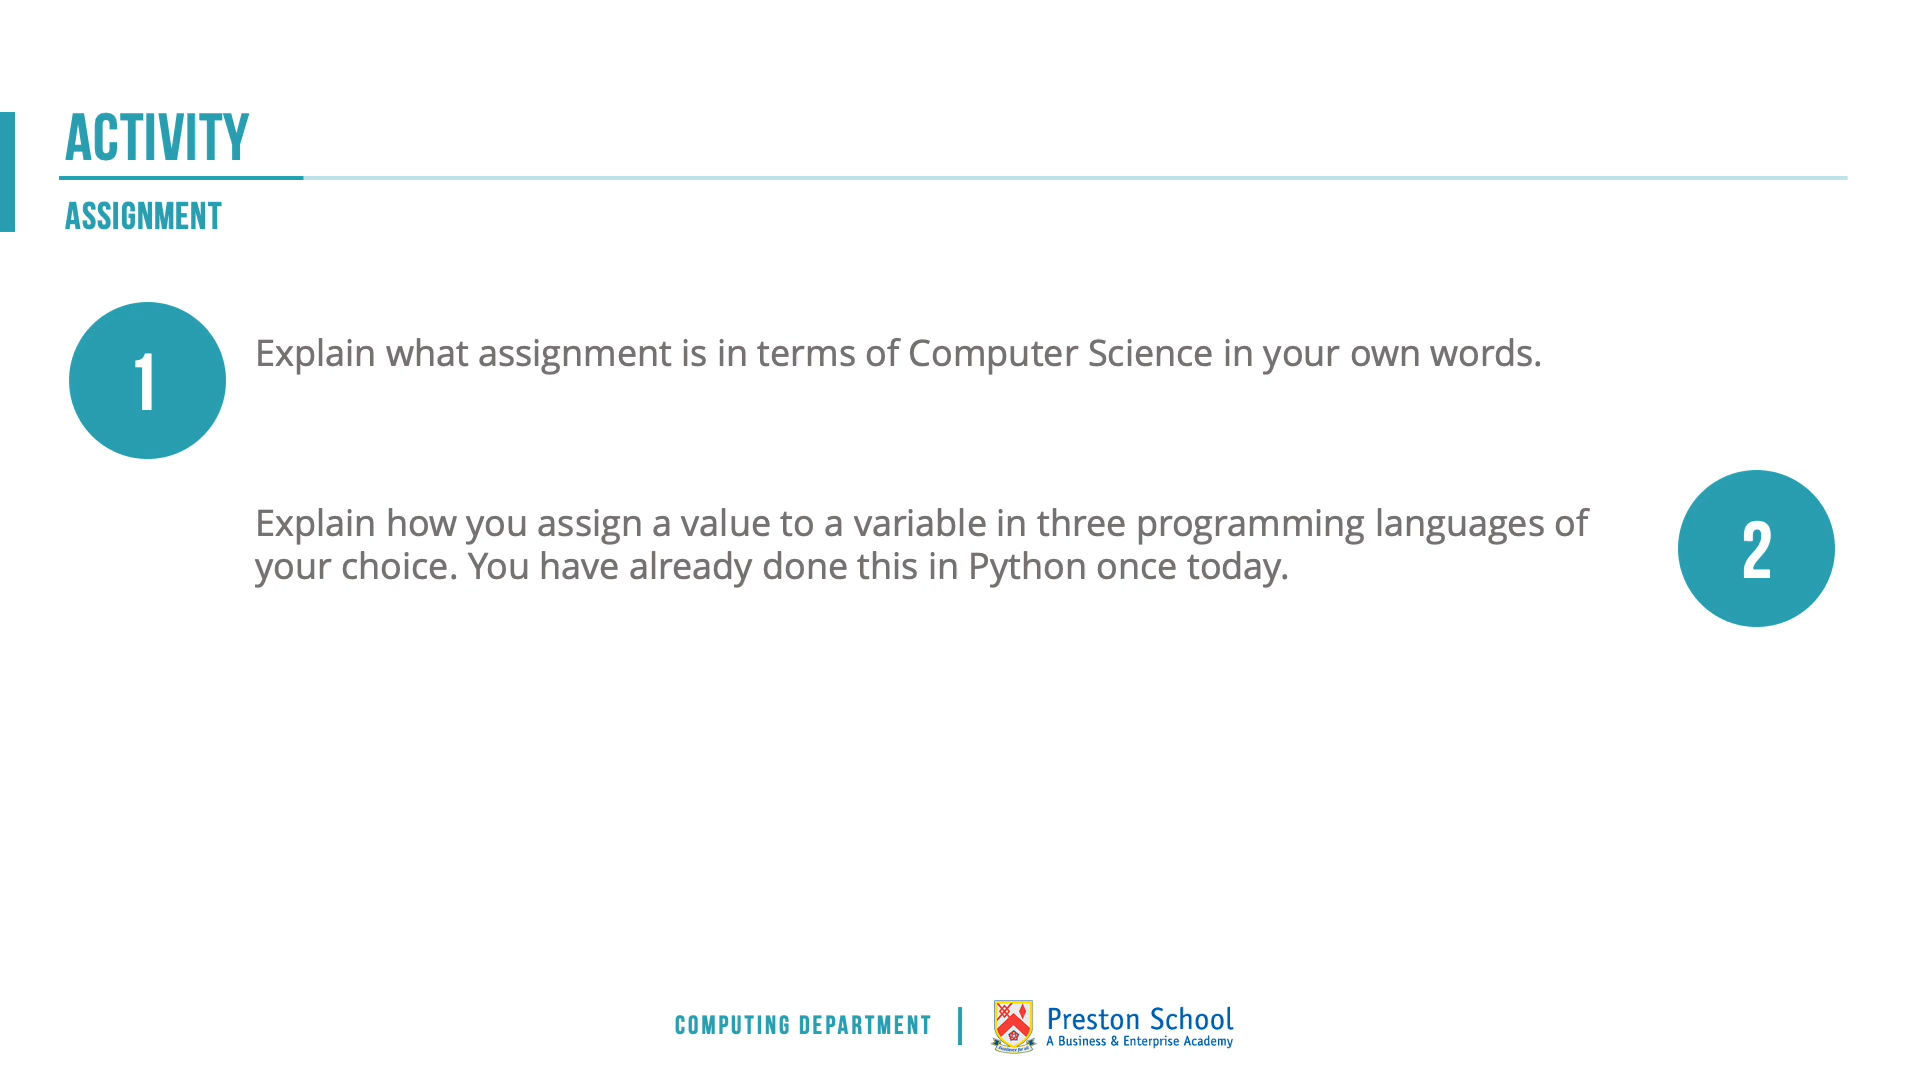 ACTIVITY
ASSIGNMENT
1
Explain what assignment is in terms of Computer Science in your own words.
Explain how you assign a value to a variable in three programming languages of
your choice. You have already done this in Python once today.
2
COMPUTING DEPARTMENT
Preston School
A Business & Enterprise Academy